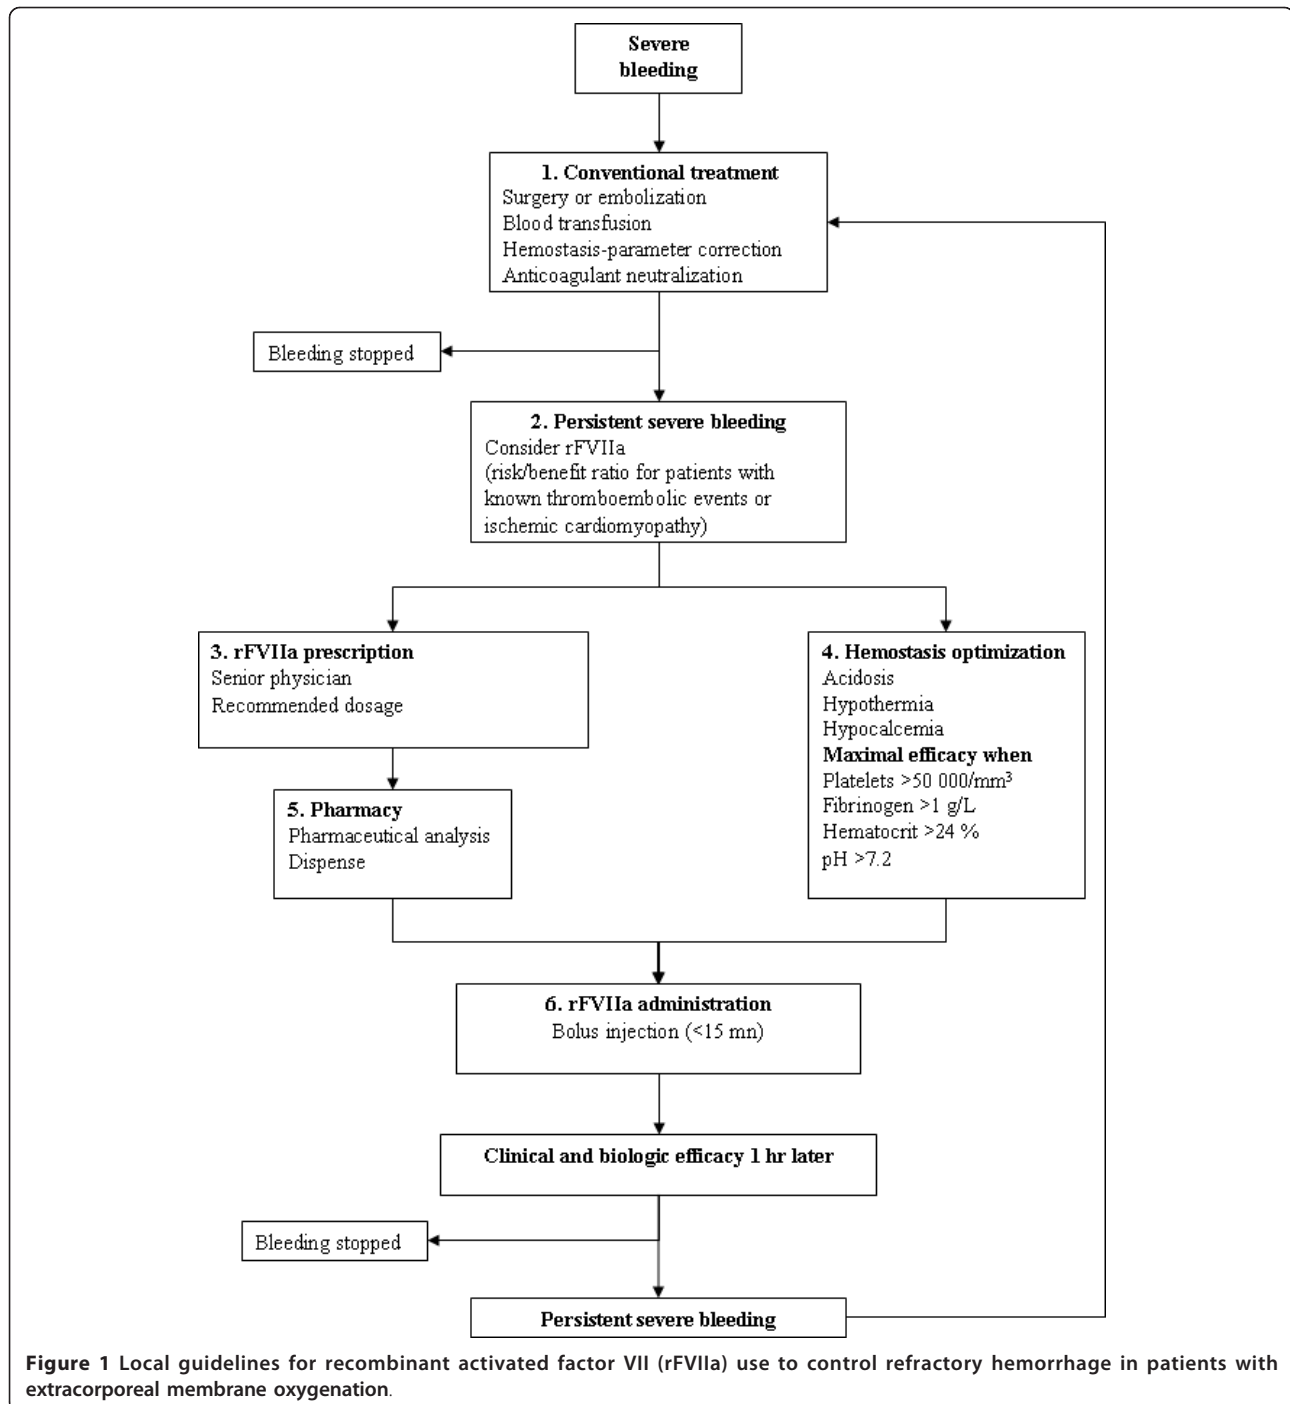 Severe
bleeding
1. Conventional treatment
Surgery or embolization
Blood transfusion
Hemostasis-parameter correction
Anticoagulant neutralization
Bleeding stopped
2. Persistent severe bleeding
Consider rFVIIa
(risk/benefit ratio for patients with
known thromboembolic events or
ischemic cardiomyopathy)
3. rFVIIa prescription
Senior physician
Recommended dosage
4. Hemostasis optimization
Acidosis
Hypothermia
Hypocalcemia
Maximal efficacy when
Platelets >50 000/mm³
Fibrinogen >1 g/L
Hematocrit >24 %
pH >7.2
5. Pharmacy
Pharmaceutical analysis
Dispense
6. rFVIIa administration
Bolus injection (<15 mn)
Clinical and biologic efficacy 1 hr later
Bleeding stopped
Persistent severe bleeding
Figure 1 Local guidelines for recombinant activated factor VII (rFVIIa) use to control refractory hemorrhage in patients with
extracorporeal membrane oxygenation.